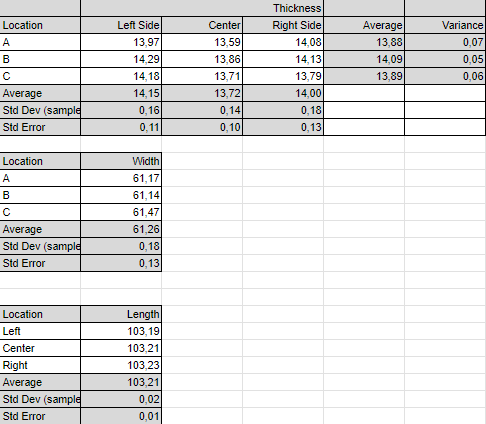 Thickness
Location Left Side Center Right Side Average Variance
A 13,97 13,59 14,08 13,88 0,07
B 14,29 13,86 14,13 14,09 0,05
C 14,18 13,71 13,79 13,89 0,06
Average 14,15 13,72 14,00
Std Dev (sample 0,16 0,14 0,18
Std Error 0,11 0,10 0,13
Location Width
A 61,17
B 61,14
C 61,47
Average 61,26
Std Dev (sample 0,18
Std Error 0,13
Location Length
Left 103,19
Center 103,21
Right 103,23
Average 103,21
Std Dev (sample 0,02
Std Error 0,01